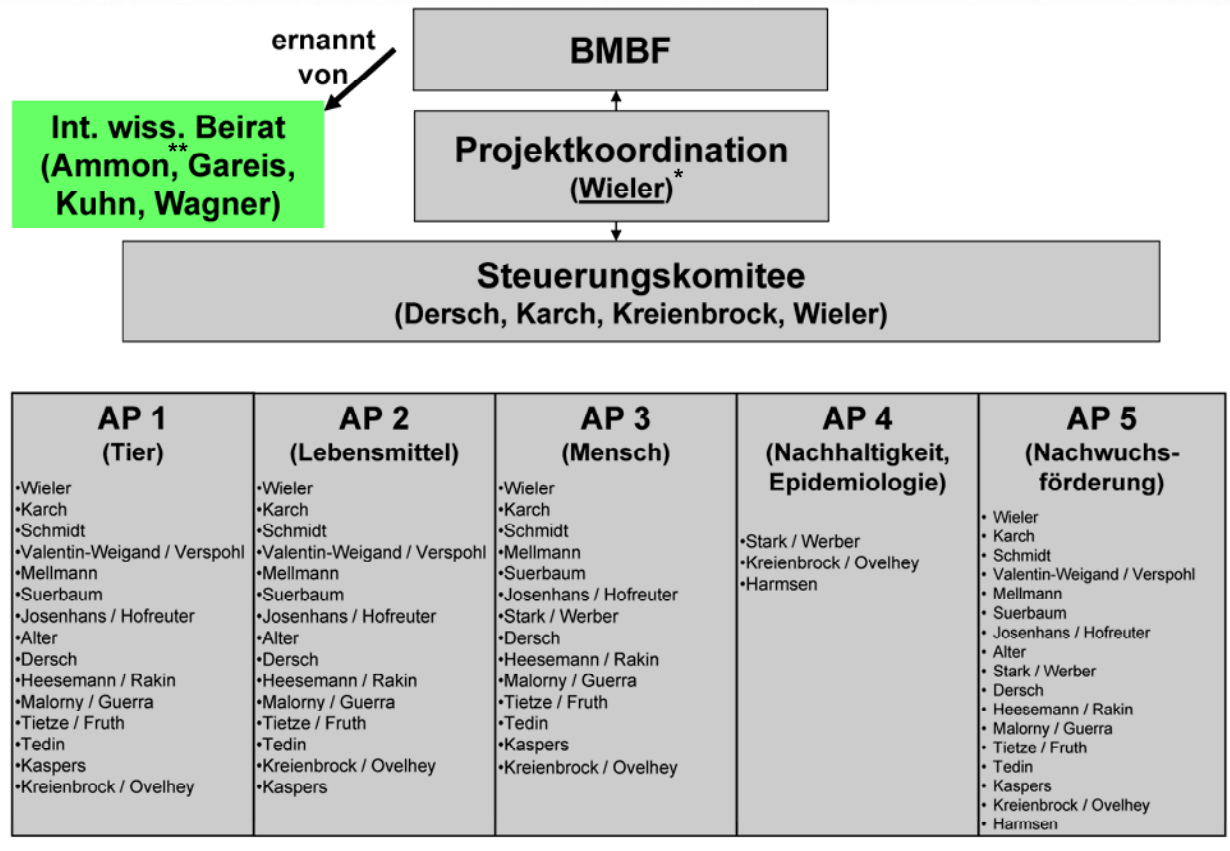 ernannt
von
BMBF
Int. wiss. Beirat
(Ammon,** Gareis,
Kuhn, Wagner)
Projektkoordination
(Wieler)*
Steuerungskomitee
(Dersch, Karch, Kreienbrock, Wieler)
AP 1
(Tier)
•Wieler
•Karch
•Schmidt
•Valentin-Weigand / Verspohl
•Mellmann
•Suerbaum
•Josenhans / Hofreuter
•Alter
•Dersch
•Heesemann / Rakin
•Malorny / Guerra
•Tietze / Fruth
•Tedin
•Kaspers
•Kreienbrock / Ovelhey
AP 2
(Lebensmittel)
•Wieler
•Karch
•Schmidt
•Valentin-Weigand / Verspohl
•Mellmann
•Suerbaum
•Josenhans / Hofreuter
•Alter
•Dersch
•Heesemann / Rakin
•Malorny / Guerra
•Tietze / Fruth
•Tedin
•Kreienbrock / Ovelhey
•Kaspers
AP 3
(Mensch)
•Wieler
•Karch
•Schmidt
•Mellmann
•Suerbaum
•Josenhans / Hofreuter
•Stark / Werber
•Dersch
•Heesemann / Rakin
•Malorny / Guerra
•Tietze / Fruth
•Tedin
•Kaspers
•Kreienbrock / Ovelhey
AP 4
(Nachhaltigkeit,
Epidemiologie)
•Stark / Werber
•Kreienbrock / Ovelhey
•Harmsen
AP 5
(Nachwuchs-
förderung)
• Wieler
• Karch
• Schmidt
• Valentin-Weigand / Verspohl
• Mellmann
• Suerbaum
• Josenhans / Hofreuter
• Alter
• Stark / Werber
• Dersch
• Heesemann / Rakin
• Malorny / Guerra
• Tietze / Fruth
• Tedin
• Kaspers
• Kreienbrock / Ovelhey
• Harmsen